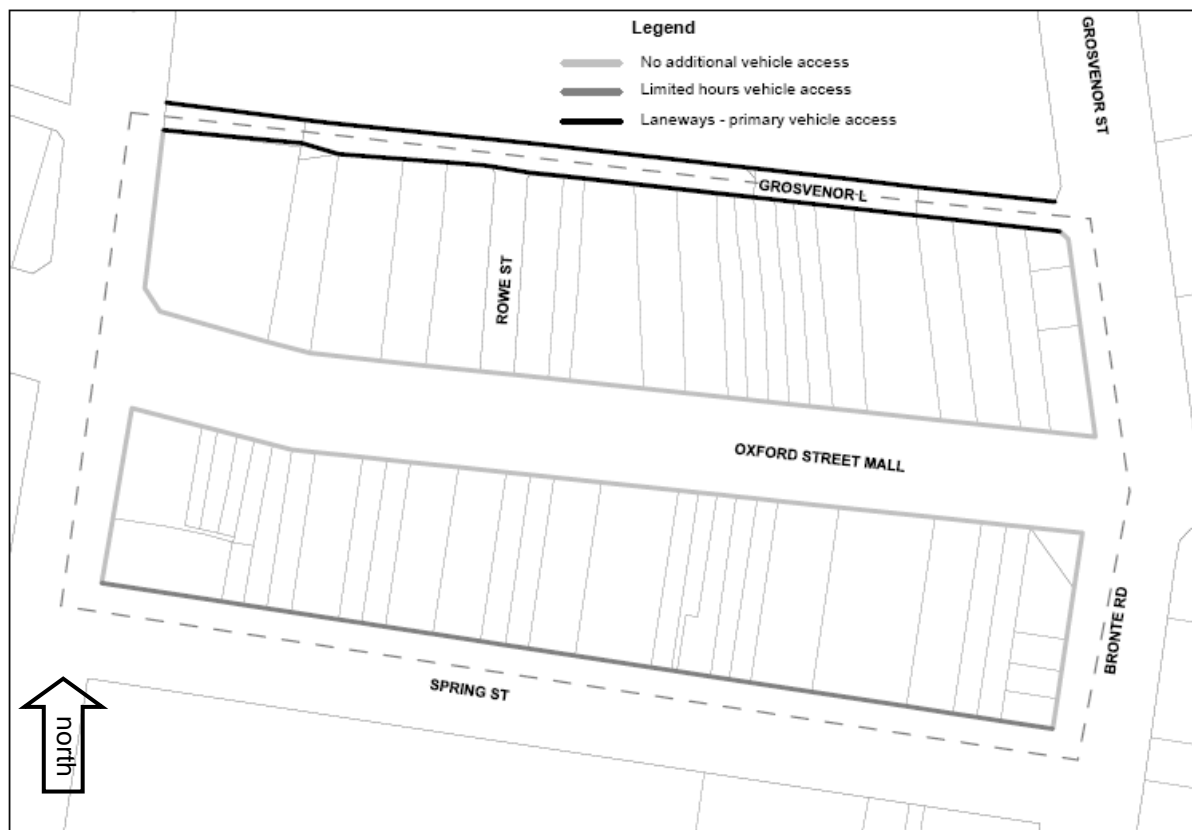 Legend
No additional vehicle access
Limited hours vehicle access
Laneways - primary vehicle access
GROSVENOR ST
GROSVENOR L
ROWE ST
OXFORD STREET MALL
BRONTE RD
SPRING ST
north